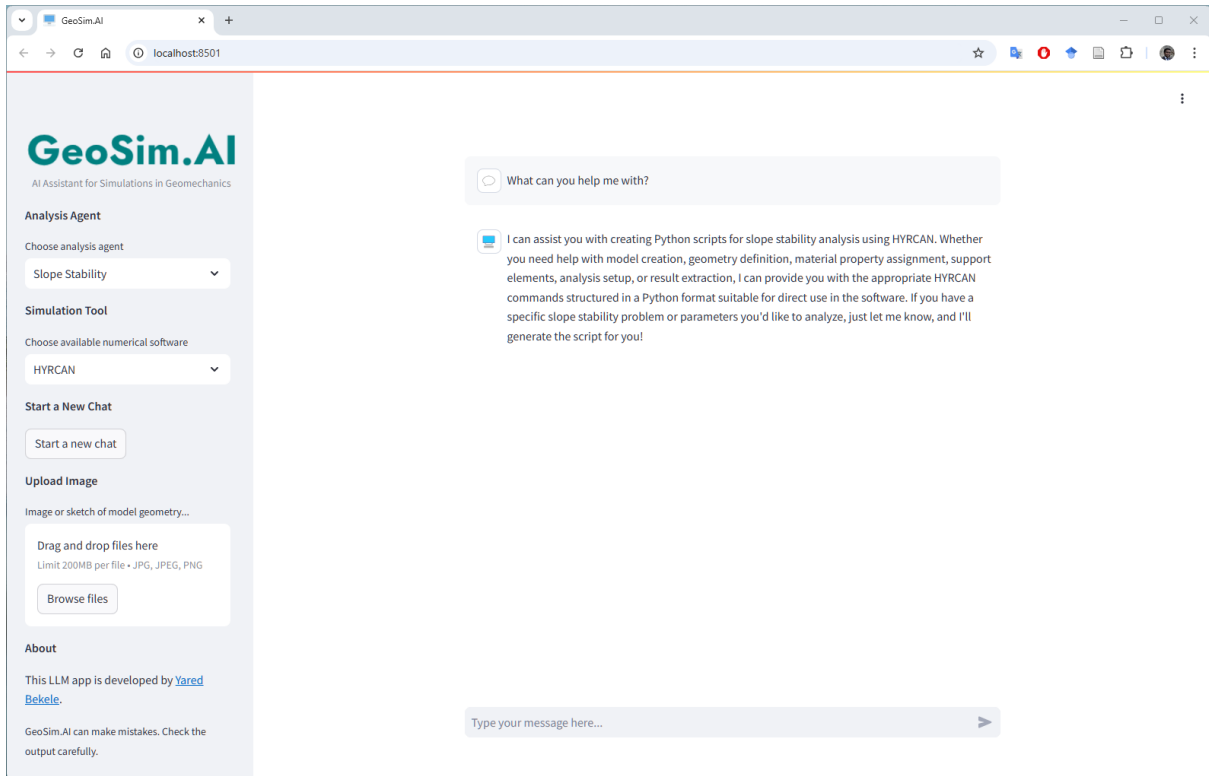 GeoSim.AI
localhost:8501
GeoSim.AI
AI Assistant for Simulations in Geomechanics
Analysis Agent
Choose analysis agent
Slope Stability
Simulation Tool
Choose available numerical software
HYRCAN
Start a New Chat
Start a new chat
Upload Image
Image or sketch of model geometry...
Drag and drop files here
Limit 200MB per file • JPG, JPEG, PNG
Browse files
About
This LLM app is developed by Yared
Bekele.
GeoSim.AI can make mistakes. Check the
output carefully.
What can you help me with?
I can assist you with creating Python scripts for slope stability analysis using HYRCAN. Whether
you need help with model creation, geometry definition, material property assignment, support
elements, analysis setup, or result extraction, I can provide you with the appropriate HYRCAN
commands structured in a Python format suitable for direct use in the software. If you have a
specific slope stability problem or parameters you'd like to analyze, just let me know, and I'll
generate the script for you!
Type your message here...